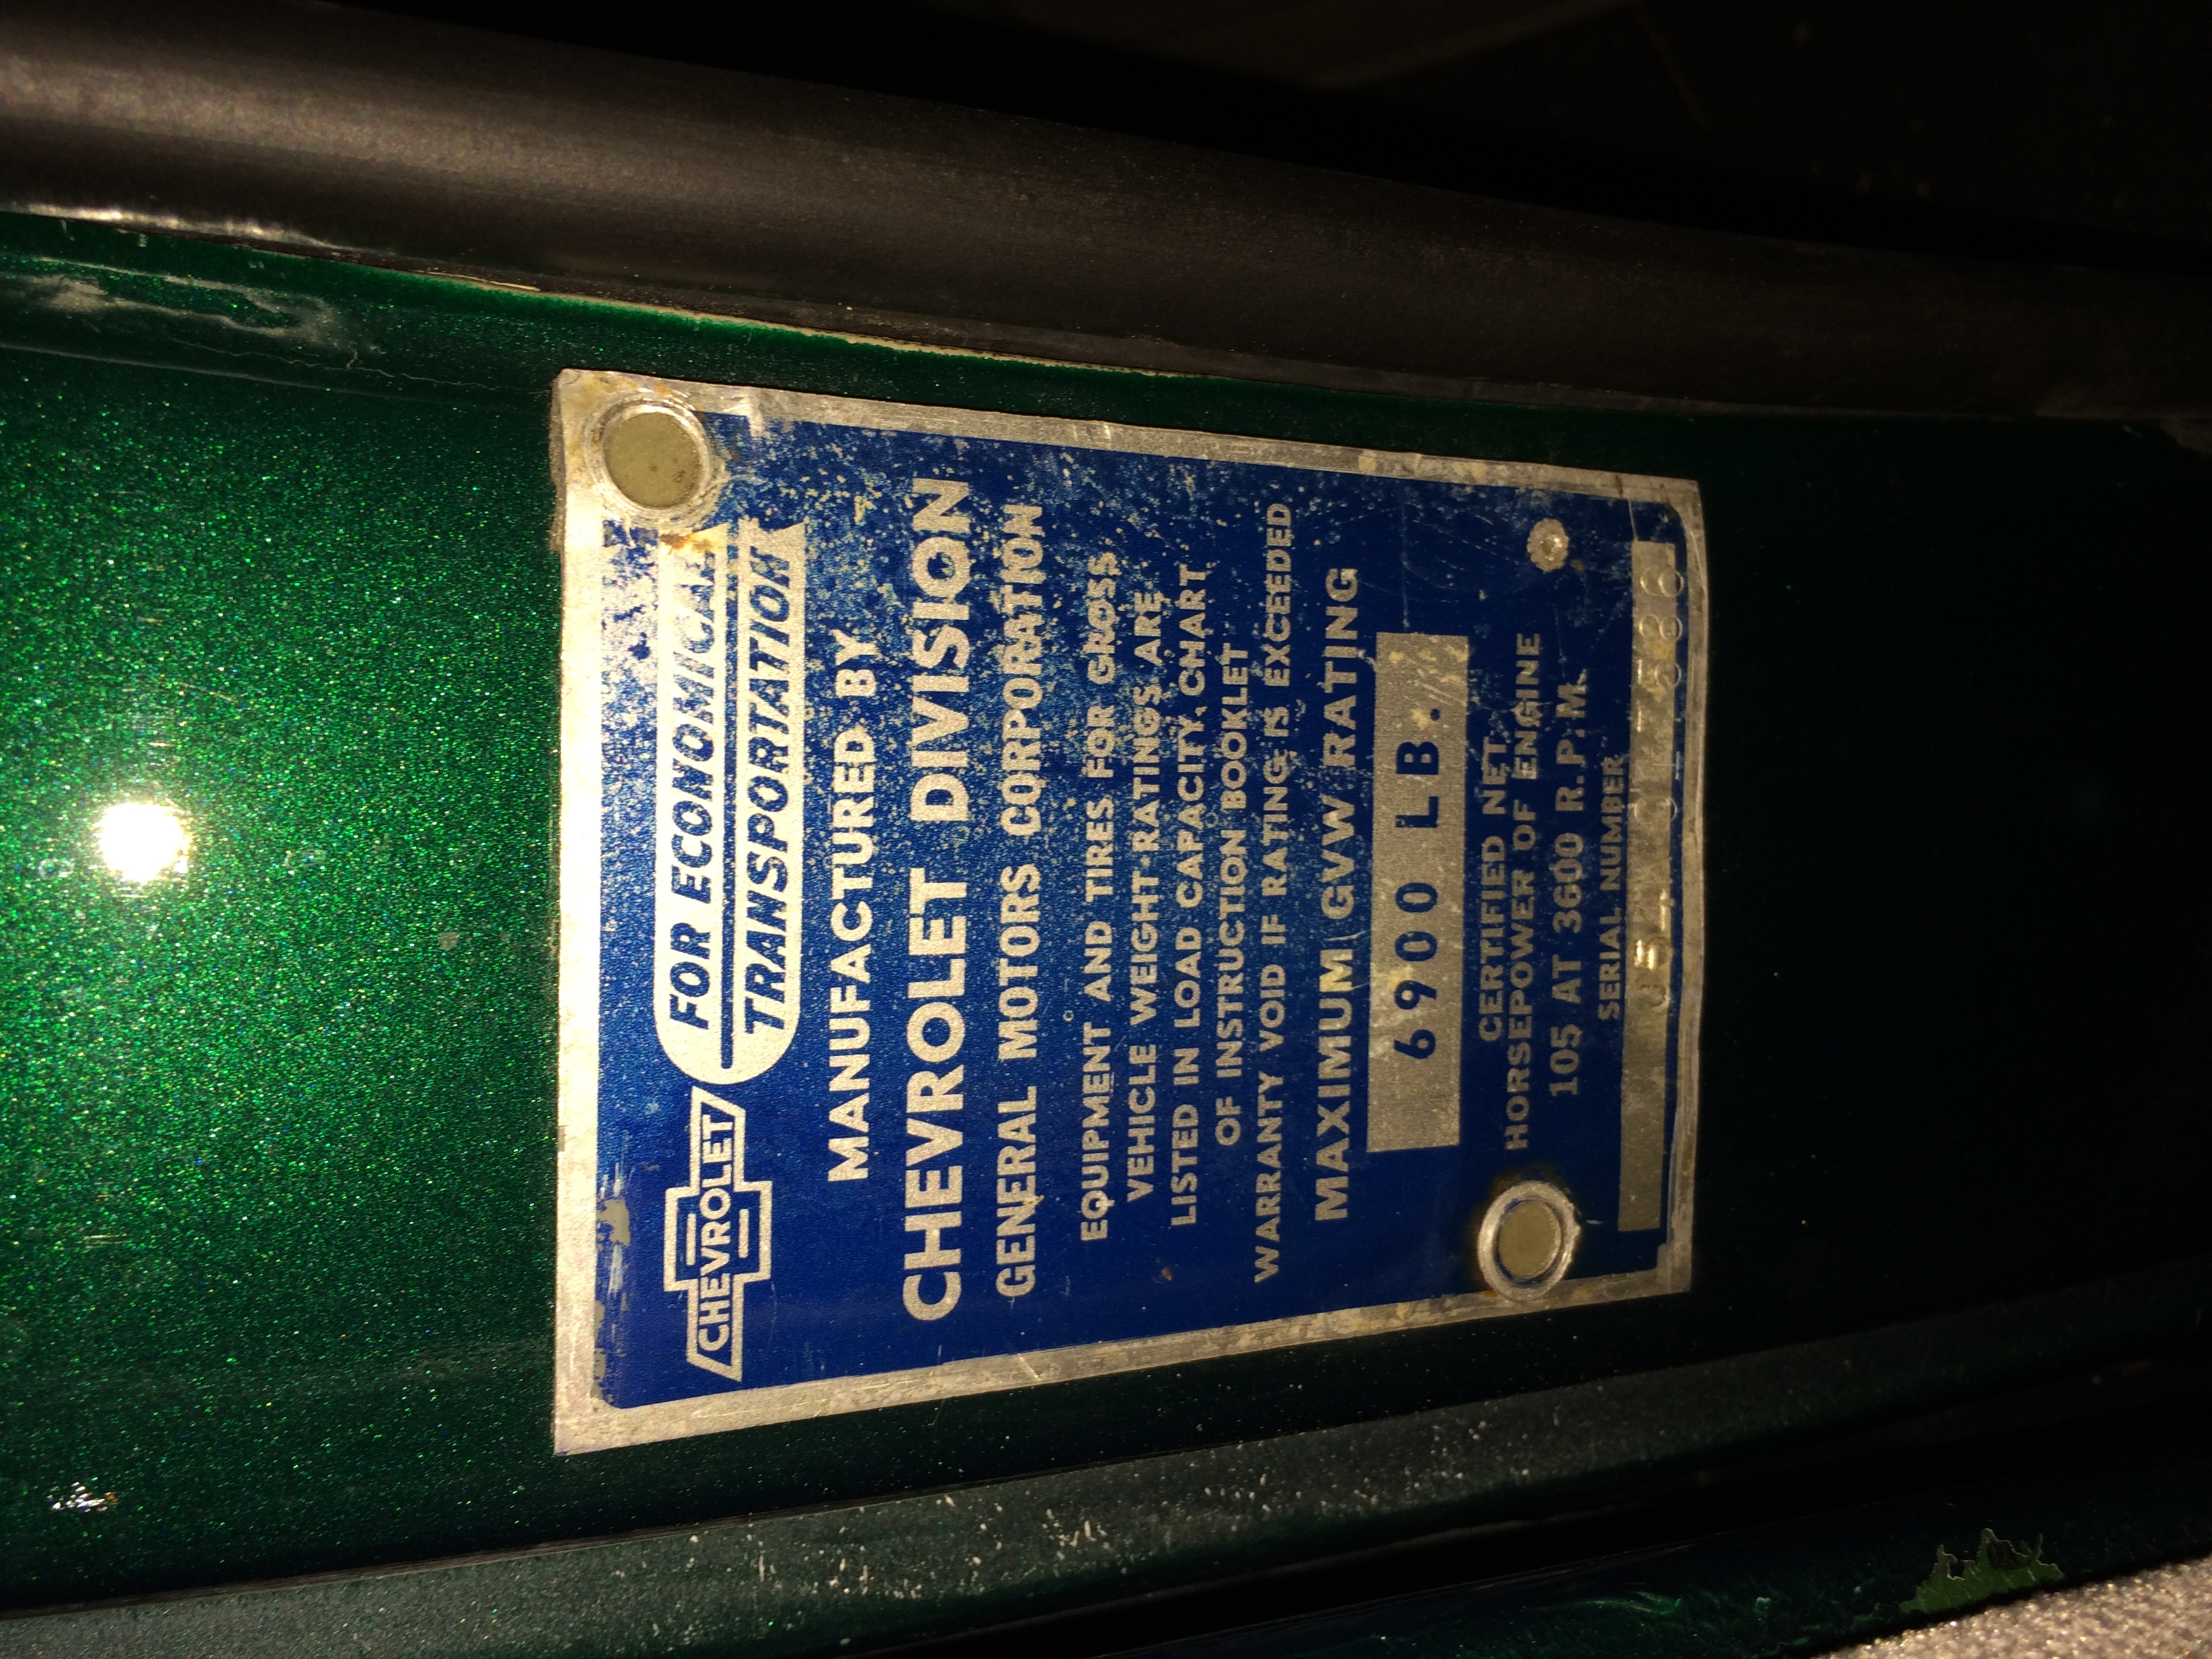 CHEVROLET
FOR ECONOMICAL
TRANSPORTATION
MANUFACTURED BY
CHEVROLET DIVISION
GENERAL MOTORS CORPORATION
EQUIPMENT AND TIRES FOR GROSS
VEHICLE WEIGHT RATINGS ARE
LISTED IN LOAD CAPACITY CHART
OF INSTRUCTION BOOKLET
WARRANTY VOID IF RATING IS EXCEEDED
MAXIMUM GVW RATING
6900 LB.
CERTIFIED NET
HORSEPOWER OF ENGINE
105 AT 3600 R.P.M.
SERIAL NUMBER